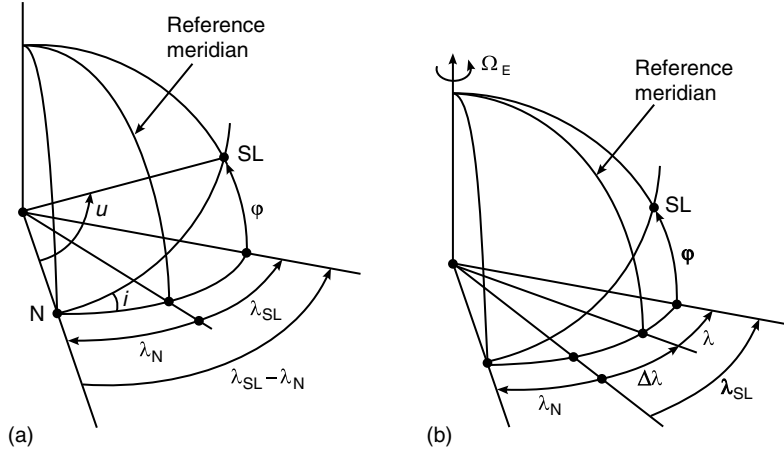 Reference
meridian
SL
u
φ
N
i
λSL
λN
λSL – λN
(a)
ΩE
Reference
meridian
SL
φ
λ
Δλ
λN
λSL
(b)